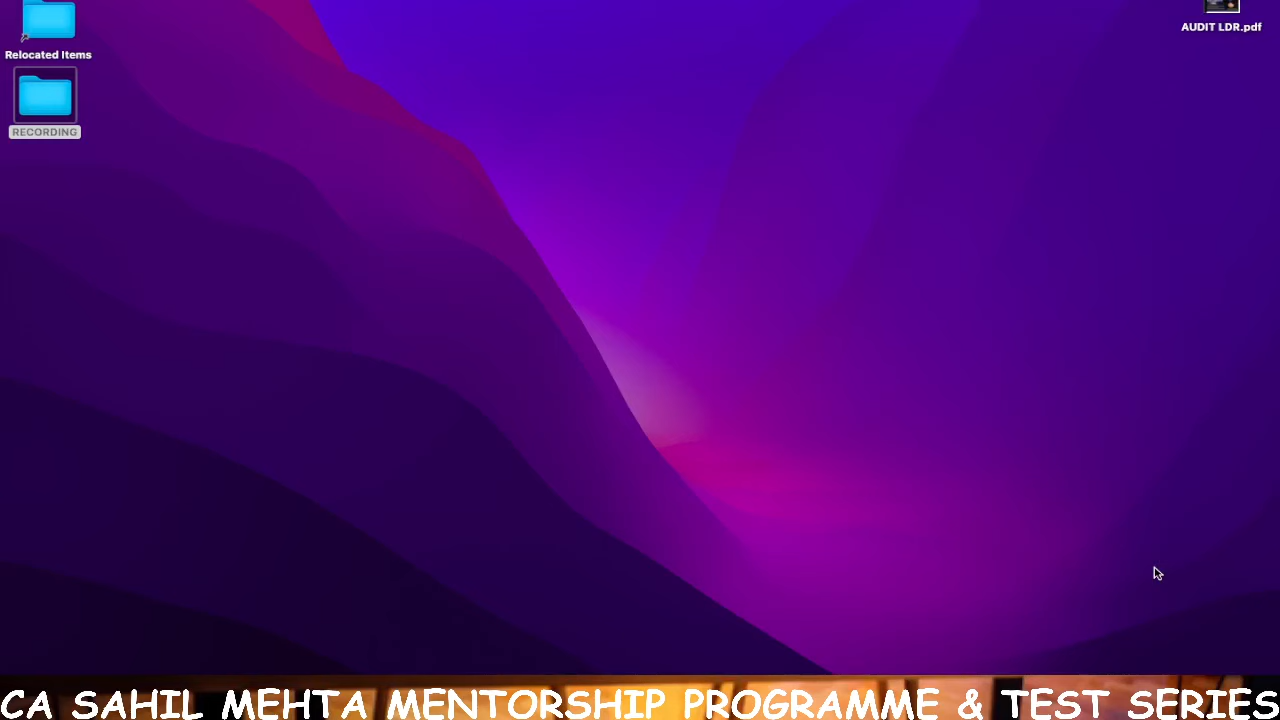 AUDIT LDR.pdf
Relocated Items
RECORDING
CA SAHIL MEHTA MENTORSHIP PROGRAMME & TEST SERIES